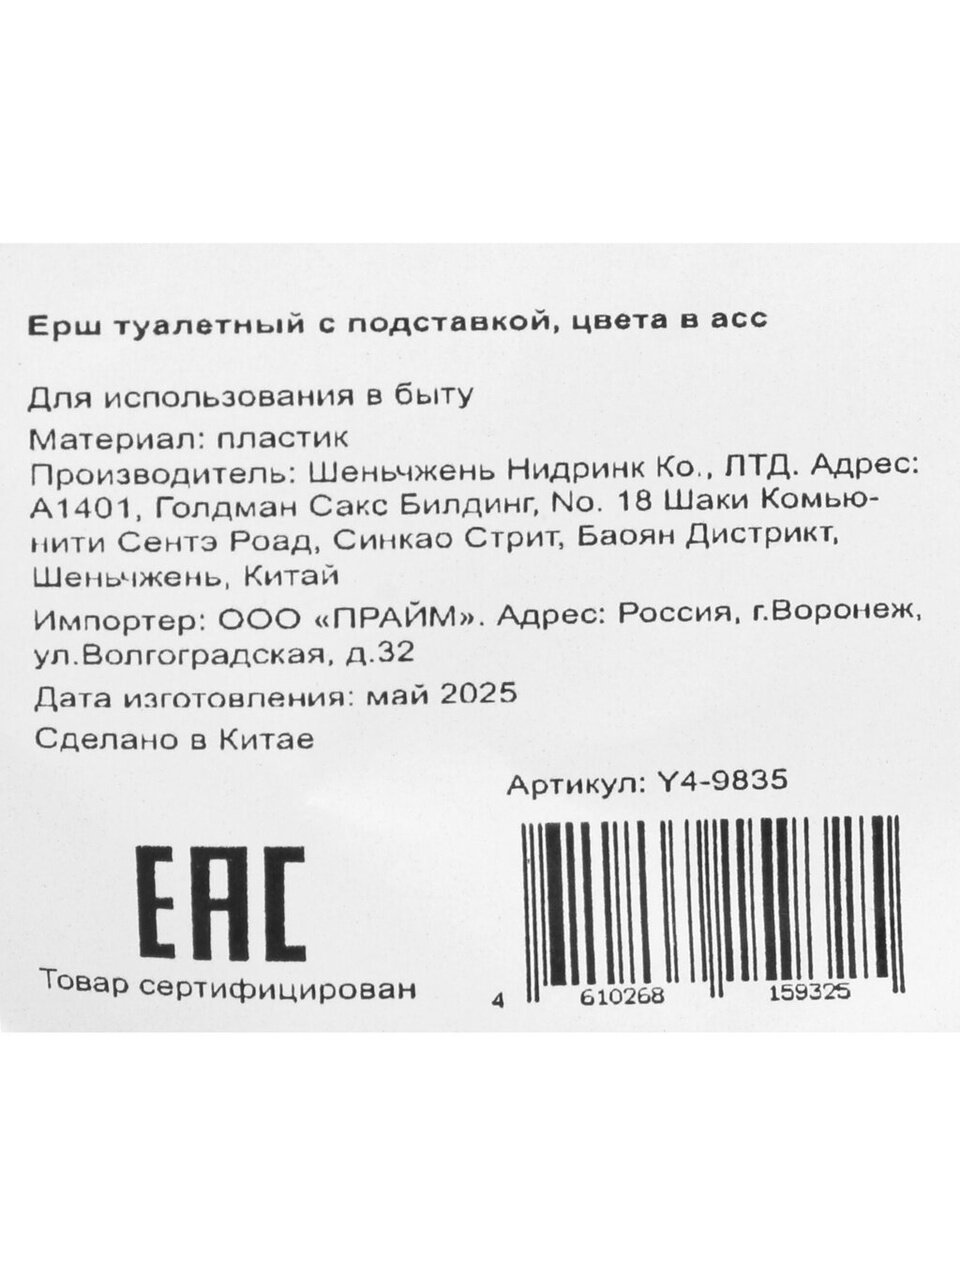 Ерш туалетный с подставкой, цвета в асс
Для использования в быту
Материал: пластик
Производитель: Шеньчжень Нидринк Ко., ЛТД. Адрес:
А1401, Голдман Сакс Билдинг, No. 18 Шаки Комью-
нити Сентэ Роад, Синкао Стрит, Баоян Дистрикт,
Шеньчжень, Китай
Импортер: ООО «ПРАЙМ». Адрес: Россия, г.Воронеж,
ул.Волгоградская, д.32
Дата изготовления: май 2025
Сделано в Китае
Артикул: Y4-9835
EAC
Товар сертифицирован
4 610268 159325